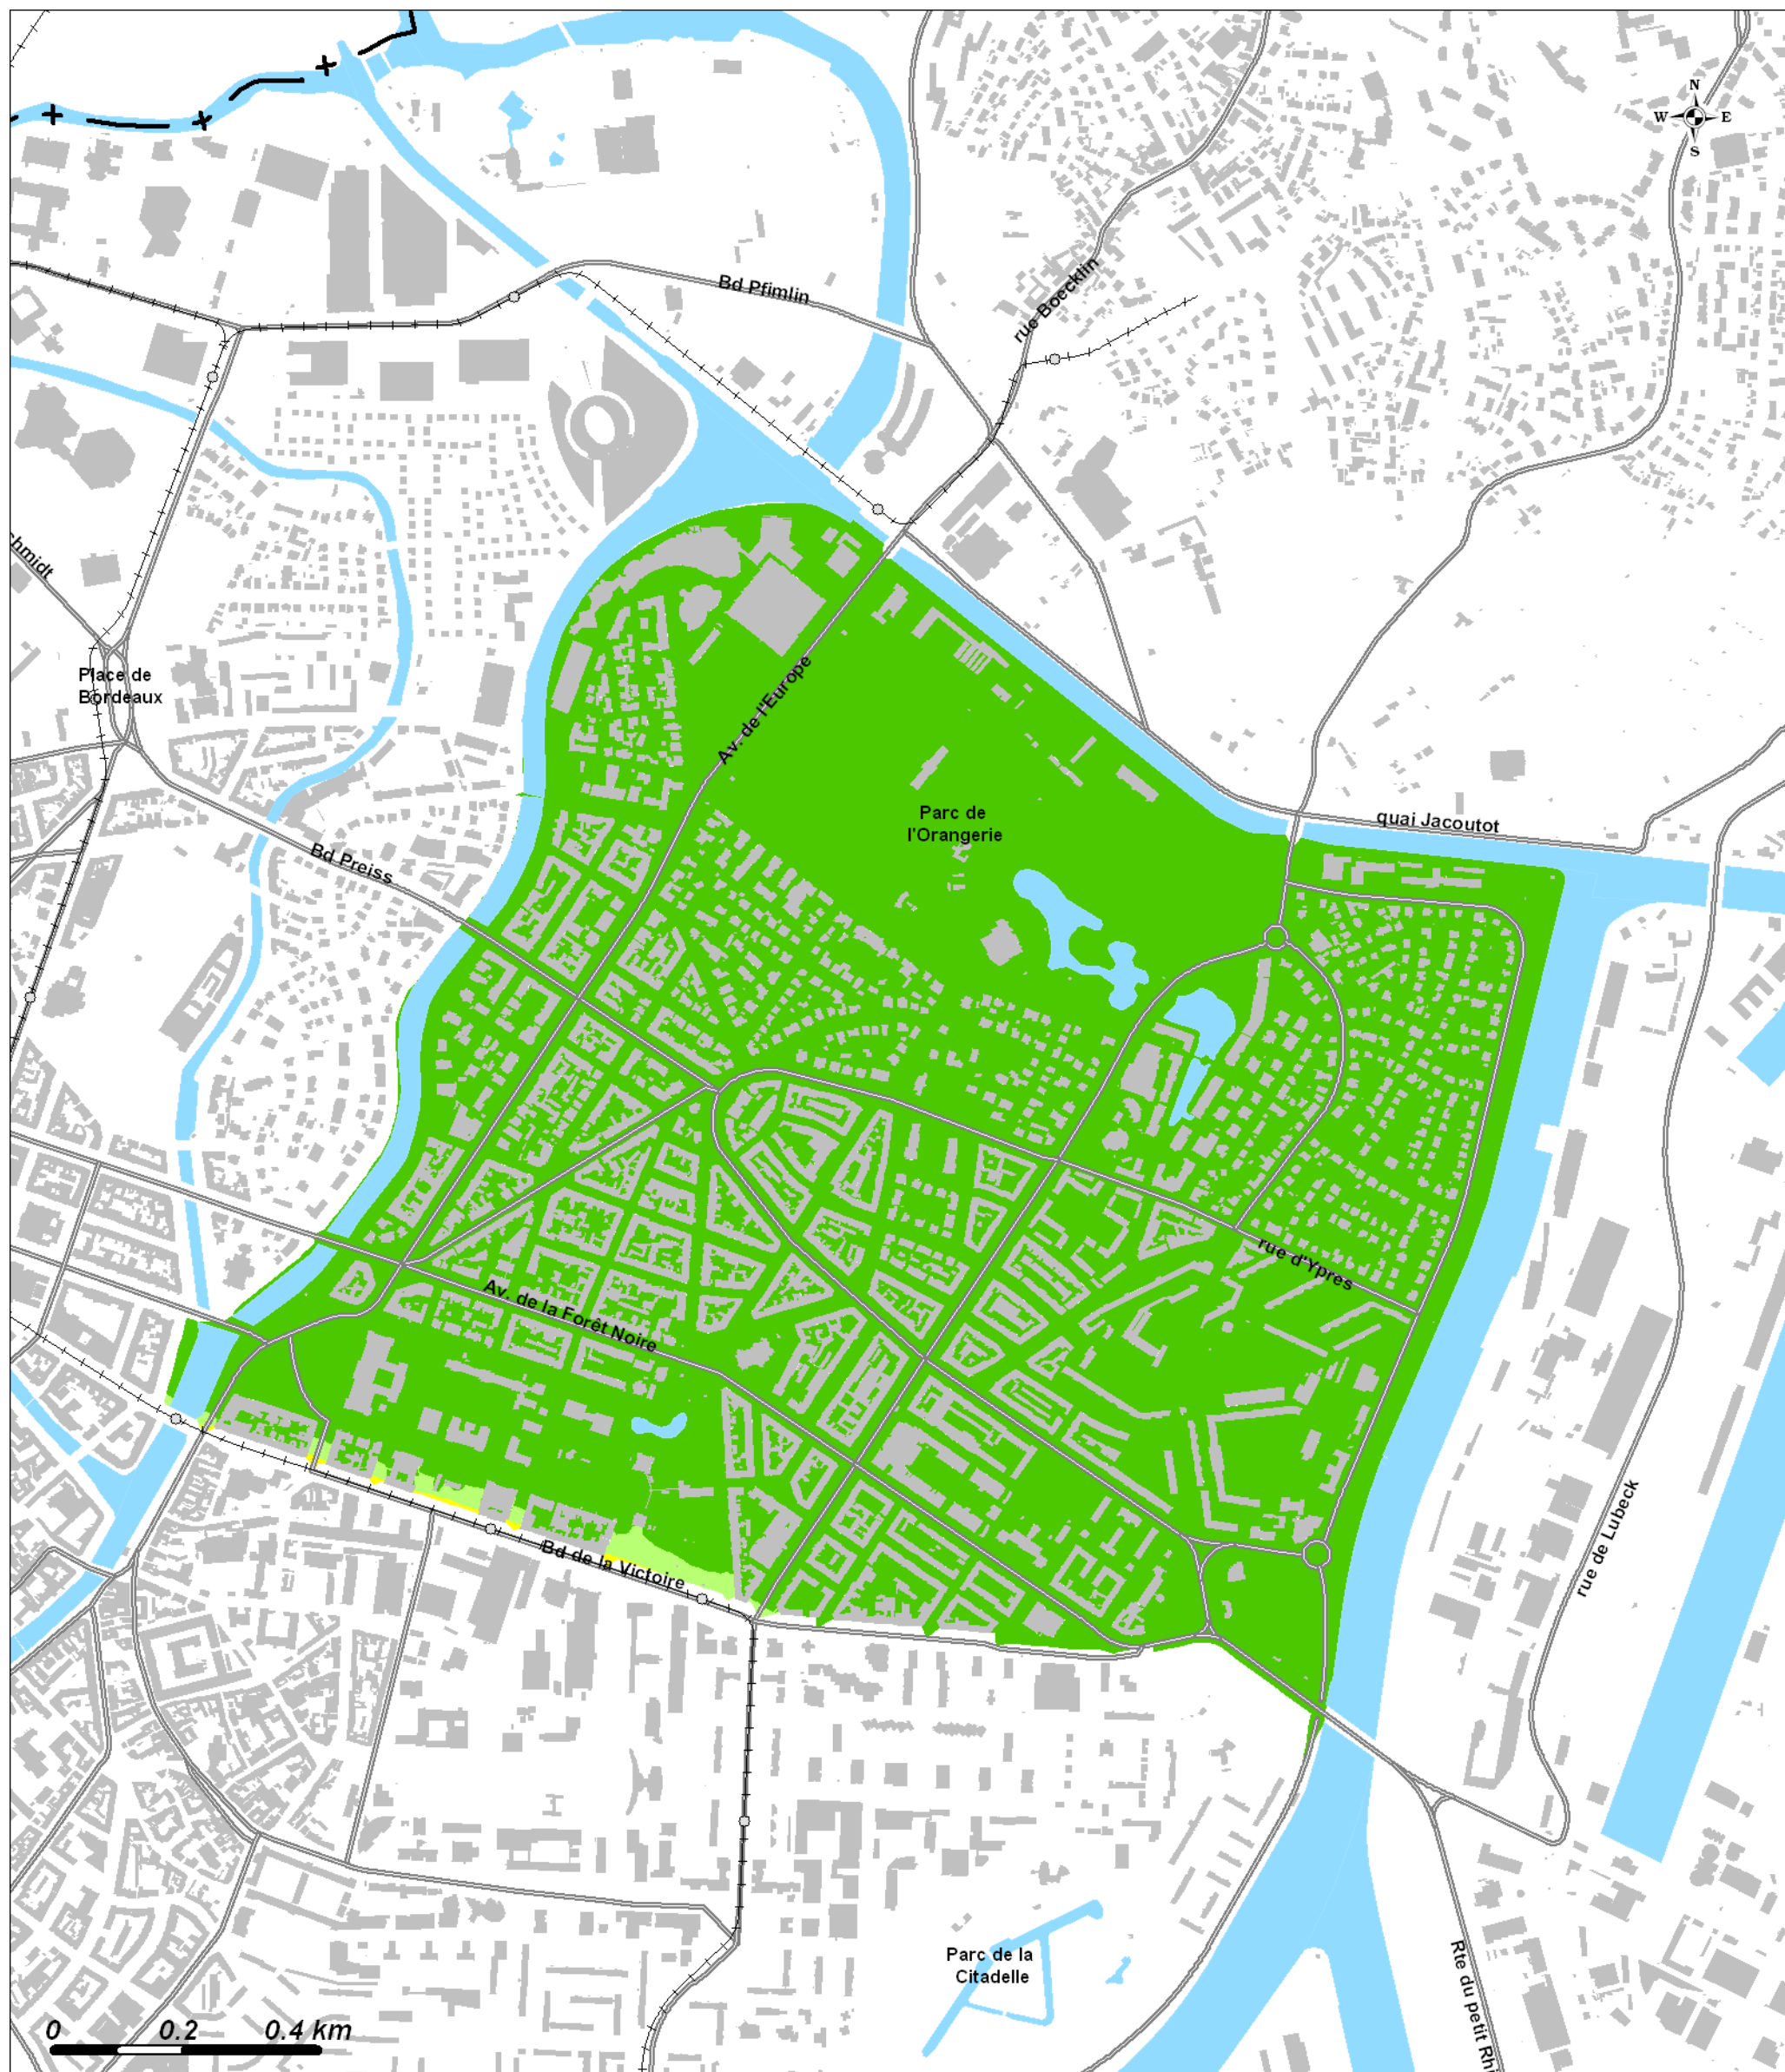 N
W E
S
Bd Pfimlin
rue Boecklin
chmidt
Place de
Bordeaux
Av. de l'Europe
Parc de
l'Orangerie
quai Jacoutot
Bd Preiss
rue d'Ypres
Av. de la Forêt Noire
rue de Lubeck
Bd de la Victoire
Parc de la
Citadelle
Rte du petit Rhi
0 0.2 0.4 km